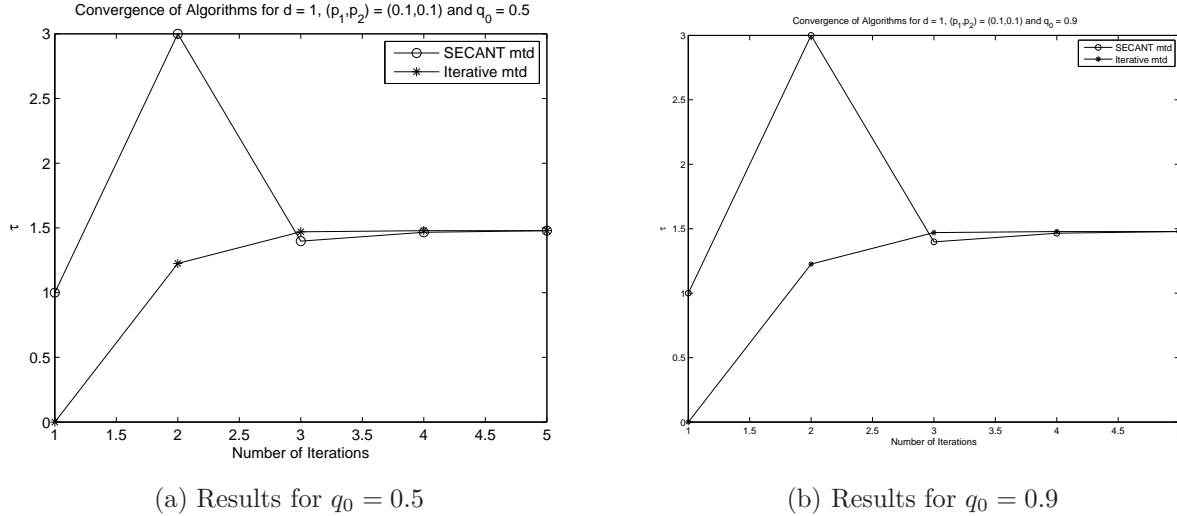 Convergence of Algorithms for d = 1, (p₁,p₂) = (0.1,0.1) and q₀ = 0.5
3
2.5
2
1.5
1
0.5
0
τ
SECANT mtd
Iterative mtd
1
1.5
2
2.5
3
3.5
4
4.5
5
Number of Iterations
(a) Results for q₀ = 0.5
Convergence of Algorithms for d = 1, (p₁,p₂) = (0.1,0.1) and q₀ = 0.9
3
2.5
2
1.5
1
0.5
0
τ
SECANT mtd
Iterative mtd
1
1.5
2
2.5
3
3.5
4
4.5
Number of Iterations
(b) Results for q₀ = 0.9